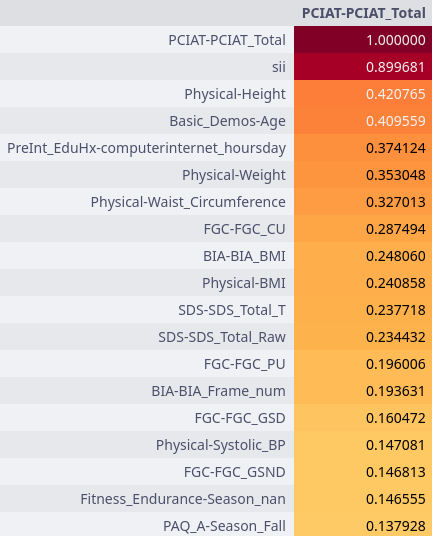 PCIAT-PCIAT_Total
PCIAT-PCIAT_Total 1.000000
sii 0.899681
Physical-Height 0.420765
Basic_Demos-Age 0.409559
PreInt_EduHx-computerinternet_hoursday 0.374124
Physical-Weight 0.353048
Physical-Waist_Circumference 0.327013
FGC-FGC_CU 0.287494
BIA-BIA_BMI 0.248060
Physical-BMI 0.240858
SDS-SDS_Total_T 0.237718
SDS-SDS_Total_Raw 0.234432
FGC-FGC_PU 0.196006
BIA-BIA_Frame_num 0.193631
FGC-FGC_GSD 0.160472
Physical-Systolic_BP 0.147081
FGC-FGC_GSND 0.146813
Fitness_Endurance-Season_nan 0.146555
PAQ_A-Season_Fall 0.137928